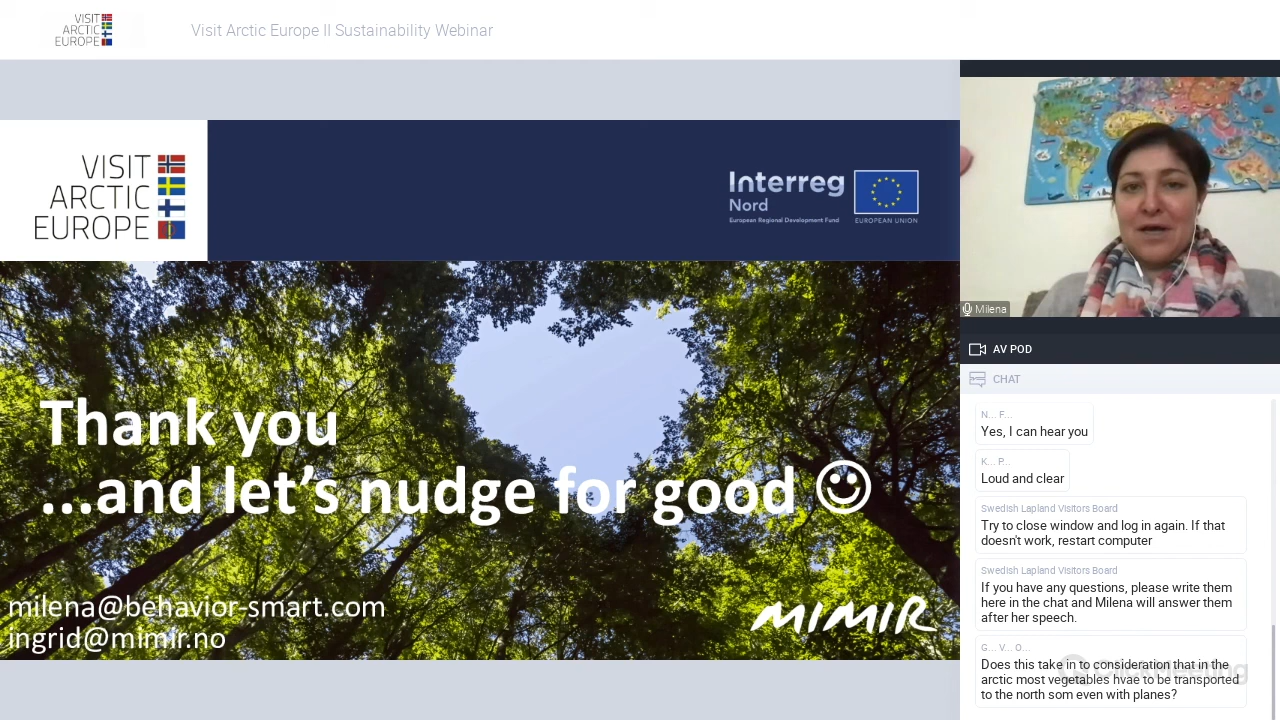 VISIT
ARCTIC
EUROPE
Visit Arctic Europe II Sustainability Webinar
VISIT
ARCTIC
EUROPE
Interreg
Nord
European Regional Development Fund
EUROPEAN UNION
Thank you
...and let's nudge for good
milena@behavior-smart.com
ingrid@mimir.no
MIMIR
Milena
AV POD
CHAT
N... F...
Yes, I can hear you
K... P...
Loud and clear
Swedish Lapland Visitors Board
Try to close window and log in again. If that
doesn't work, restart computer
Swedish Lapland Visitors Board
If you have any questions, please write them
here in the chat and Milena will answer them
after her speech.
G... V... O...
Does this take in to consideration that in the
arctic most vegetables hvae to be transported
to the north som even with planes?